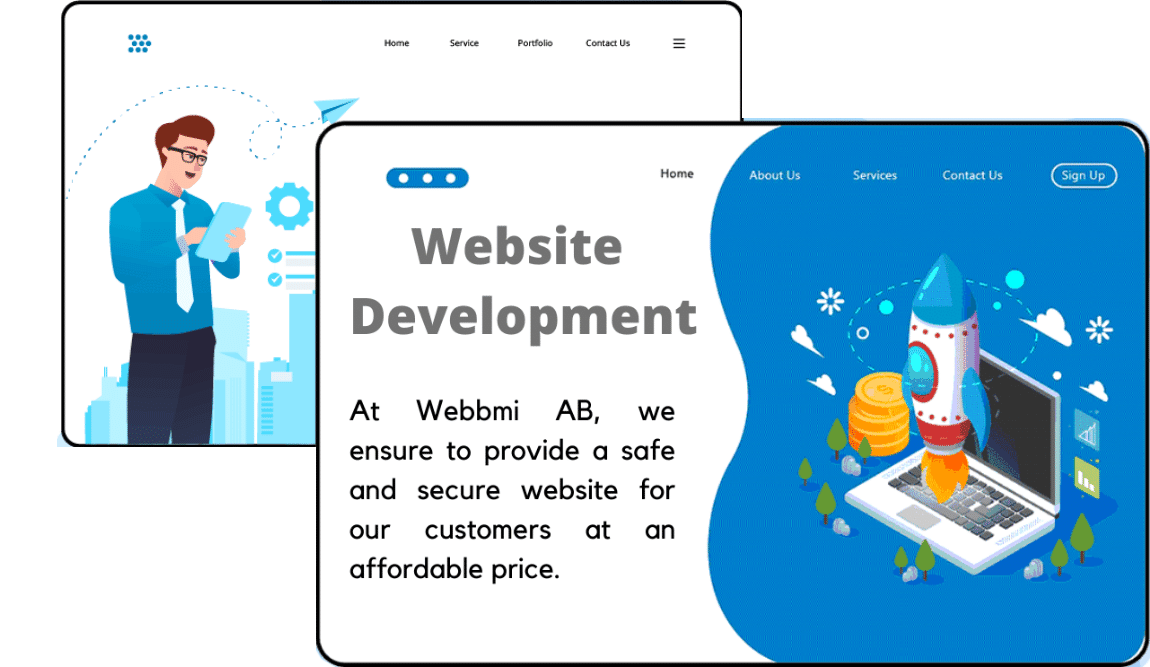 Home Service Portfolio Contact Us
Home About Us Services Contact Us Sign Up
Website
Development
At Webbmi AB, we
ensure to provide a safe
and secure website for
our customers at an
affordable price.